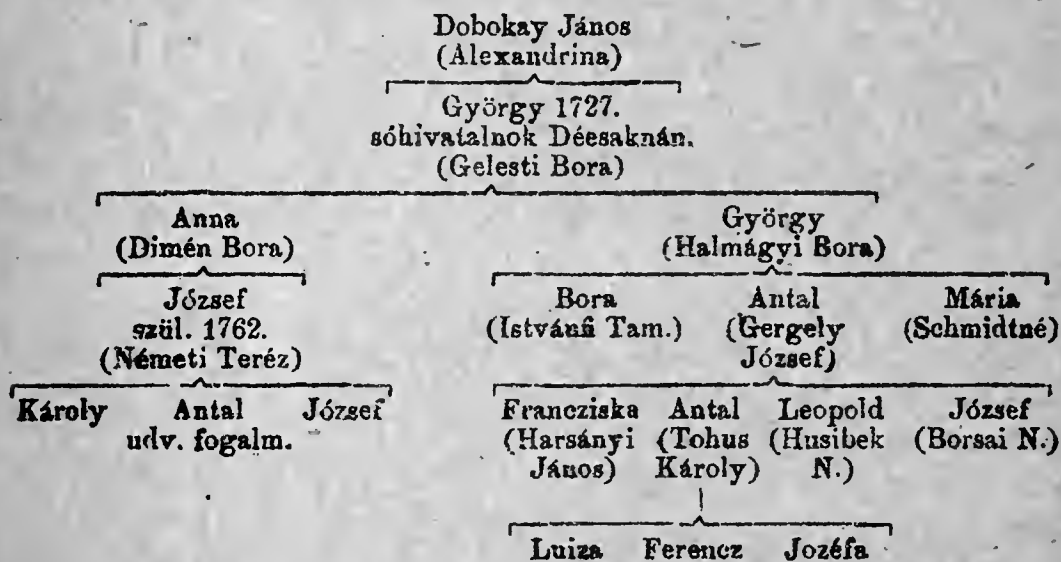 Dobokay János
(Alexandrina)
György 1727.
sóhivatalnok Déesaknán.
(Gelesti Bora)
Anna György
(Dimén Bora) (Halmágyi Bora)
József Bora Antal Mária
szül. 1762. (Istvánfi Tam.) (Gergely (Schmidtné)
(Németi Teréz) József)
Károly Antal József Francziska Antal Leopold József
udv. fogalm. (Harsányi (Tohus (Husibek (Borsai N.)
János) Károly) N.)
Luiza Ferencz Jozéfa